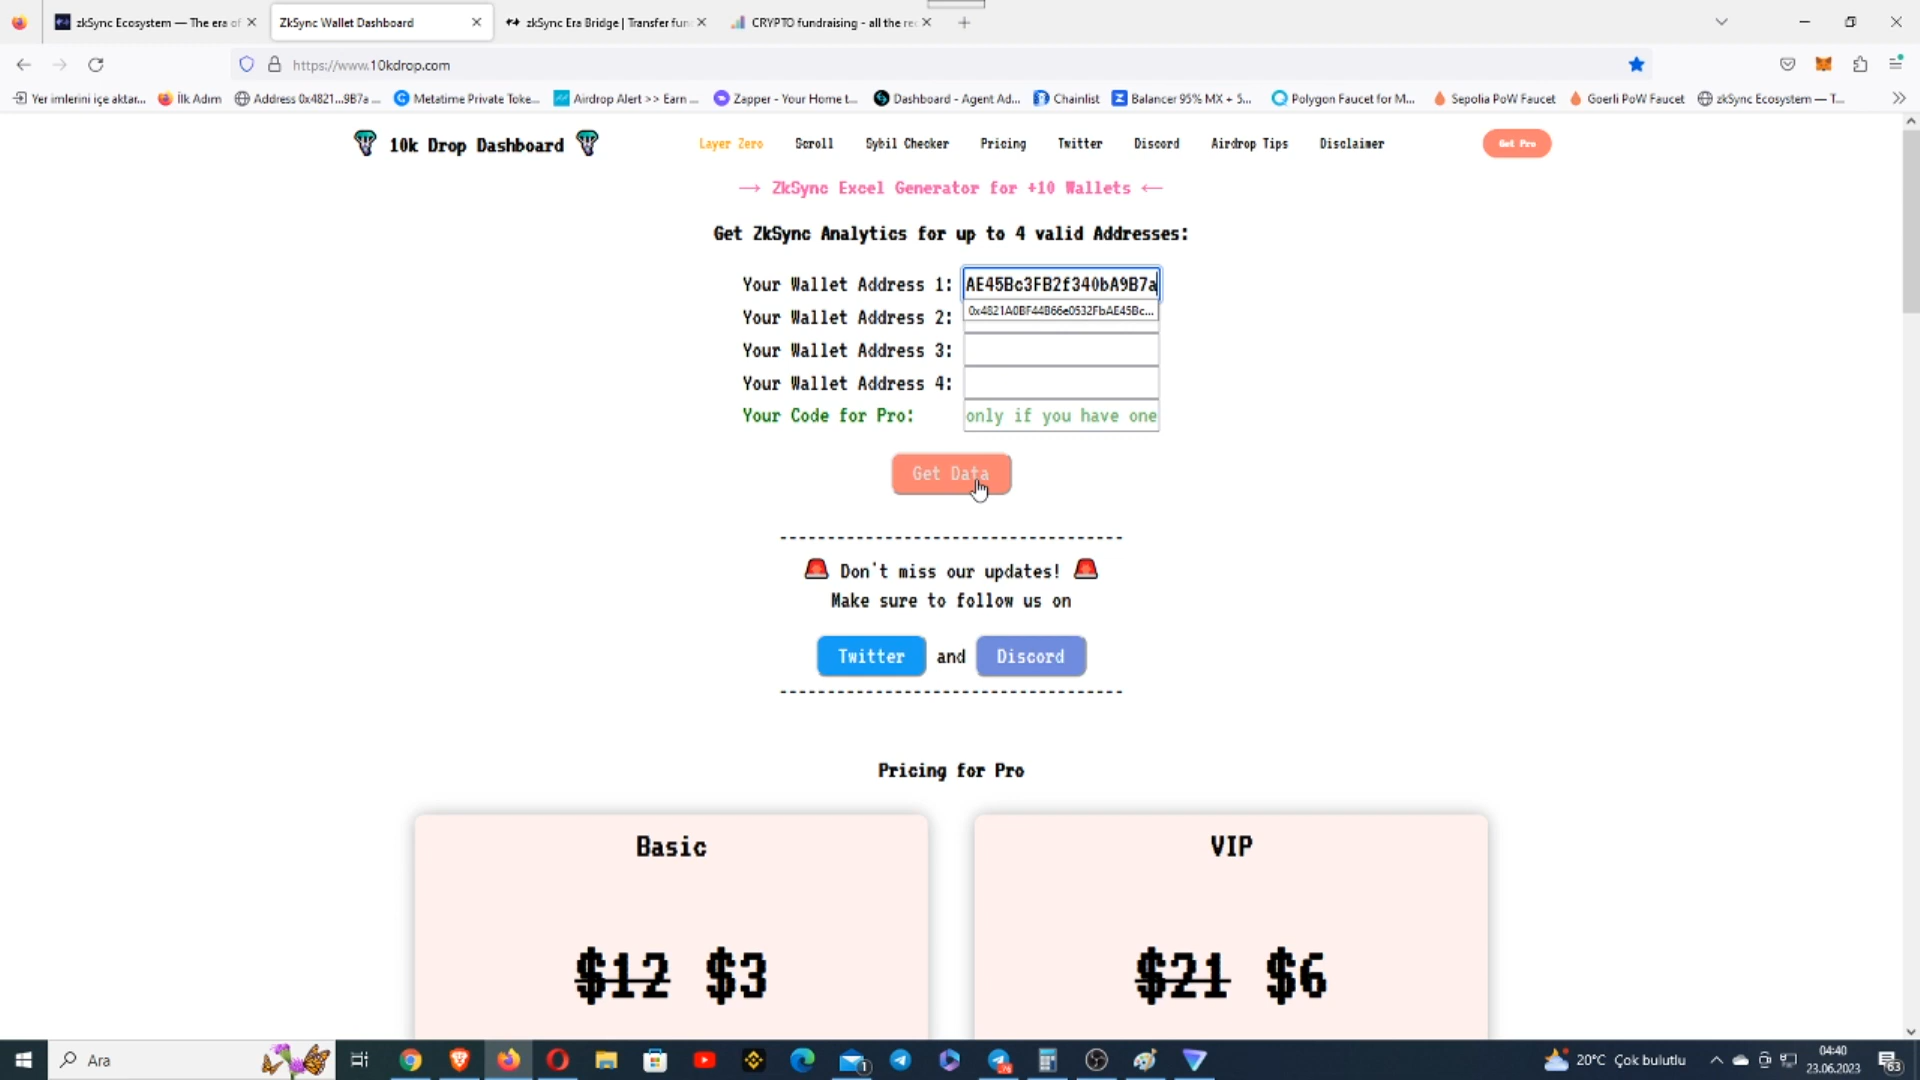 zkSync Ecosystem — The era of
ZkSync Wallet Dashboard
zkSync Era Bridge | Transfer fun
CRYPTO fundraising - all the rec
https://www.10kdrop.com
Yer imlerini içe aktar...
İlk Adım
Address 0x4821...9B7a ...
Metatime Private Toke...
Airdrop Alert >> Earn ...
Zapper - Your Home t...
Dashboard - Agent Ad...
Chainlist
Balancer 95% MX + 5...
Polygon Faucet for M...
Sepolia PoW Faucet
Goerli PoW Faucet
zkSync Ecosystem — T...
10k Drop Dashboard
Layer Zero
Scroll
Sybil Checker
Pricing
Twitter
Discord
Airdrop Tips
Disclaimer
Get Pro
→ ZkSync Excel Generator for +10 Wallets ←
Get ZkSync Analytics for up to 4 valid Addresses:
Your Wallet Address 1: AE45Bc3FB2f340bA9B7a
0x4821A0BF44B66e0532FbAE45Bc...
Your Wallet Address 2:
Your Wallet Address 3:
Your Wallet Address 4:
Your Code for Pro: only if you have one
Get Data
------------------------------------
Don't miss our updates!
Make sure to follow us on
Twitter and Discord
------------------------------------
Pricing for Pro
Basic
VIP
$12 $3
$21 $6
Ara
1
20°C Çok bulutlu
04:40
23.06.2023
63